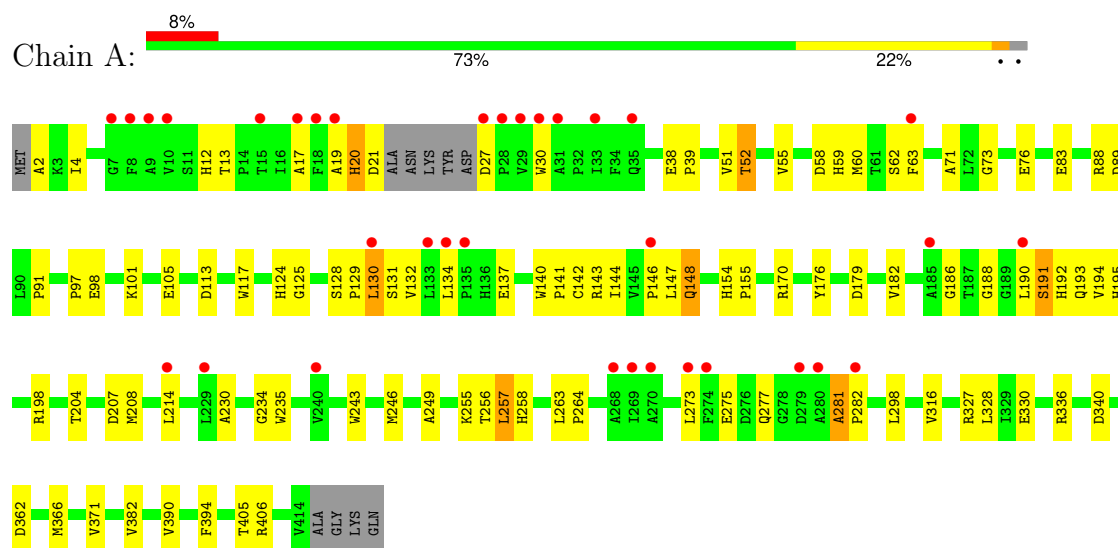 8%
Chain A:
73% 22% • •
MET A2 K3 I4 G7 F8 A9 V10 S11 H12 T13 P14 T15 I16 A17 F18 A19 H20 D21 ALA ASN LYS TYR ASP D27 P28 V29 W30 A31 P32 I33 F34 Q35 E38 P39 V51 T52 V55 D58 H59 M60 T61 S62 F63 A71 L72 G73 E76 E83 R88 D89
L90 P91 P97 E98 K101 E105 D113 W117 H124 G125 S128 P129 L130 S131 V132 L133 L134 P135 H136 E137 W140 P141 C142 R143 I144 V145 P146 L147 Q148 H154 P155 R170 Y176 D179 V182 A185 G186 T187 G188 G189 L190 S191 H192 Q193 V194 H195
R198 T204 D207 M208 L214 L229 A230 G234 W235 V240 W243 M246 A249 K255 T256 L257 H258 L263 P264 A268 I269 A270 L273 F274 E275 D276 Q277 G278 D279 A280 A281 P282 L298 V316 R327 L328 I329 E330 R336 D340
D362 M366 V371 V382 V390 F394 T405 R406 V414 ALA GLY LYS GLN